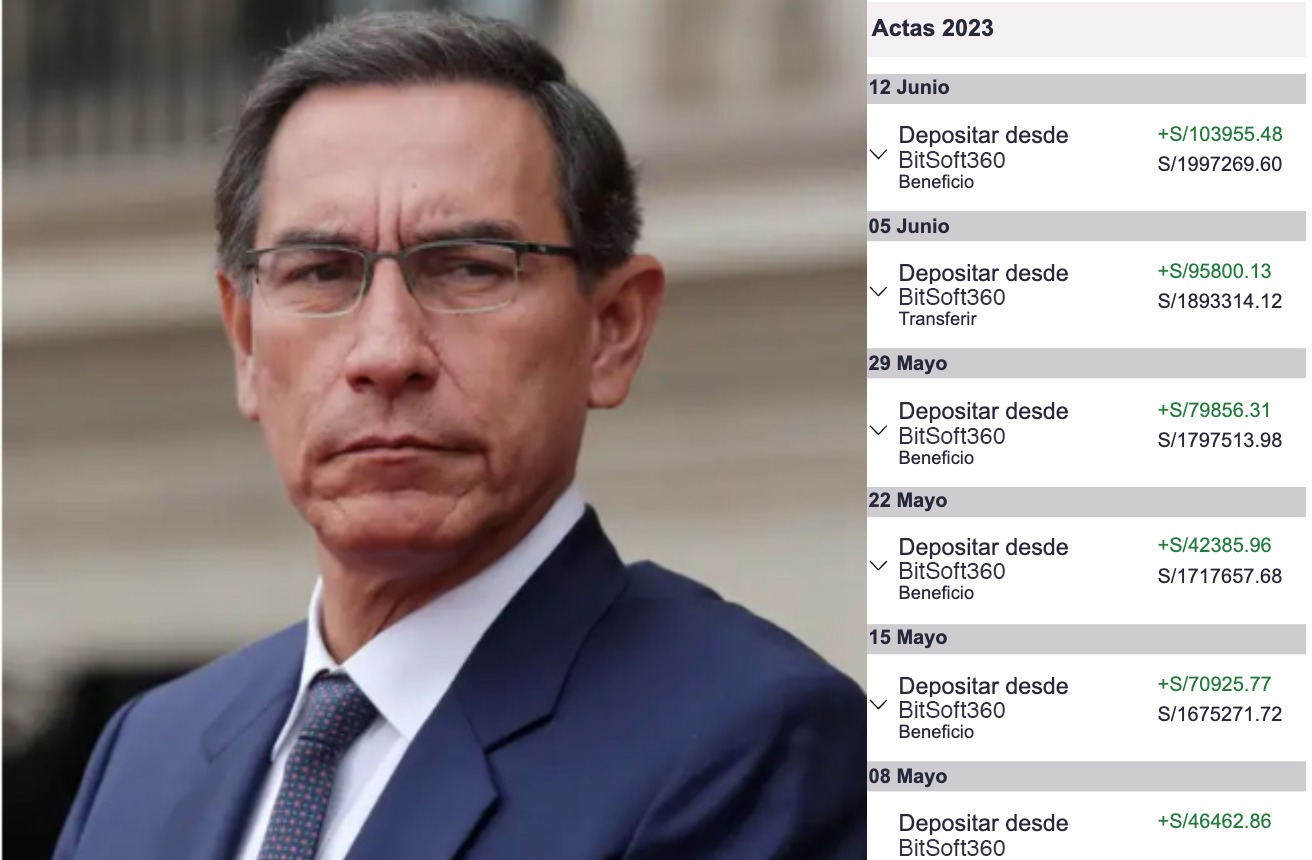 Actas 2023
12 Junio
Depositar desde
+S/103955.48
BitSoft360
S/1997269.60
Beneficio
05 Junio
Depositar desde
+S/95800.13
BitSoft360
S/1893314.12
Transferir
29 Mayo
Depositar desde
+S/79856.31
BitSoft360
S/1797513.98
Beneficio
22 Mayo
Depositar desde
+S/42385.96
BitSoft360
S/1717657.68
Beneficio
15 Mayo
Depositar desde
+S/70925.77
BitSoft360
S/1675271.72
Beneficio
08 Mayo
Depositar desde
+S/46462.86
BitSoft360